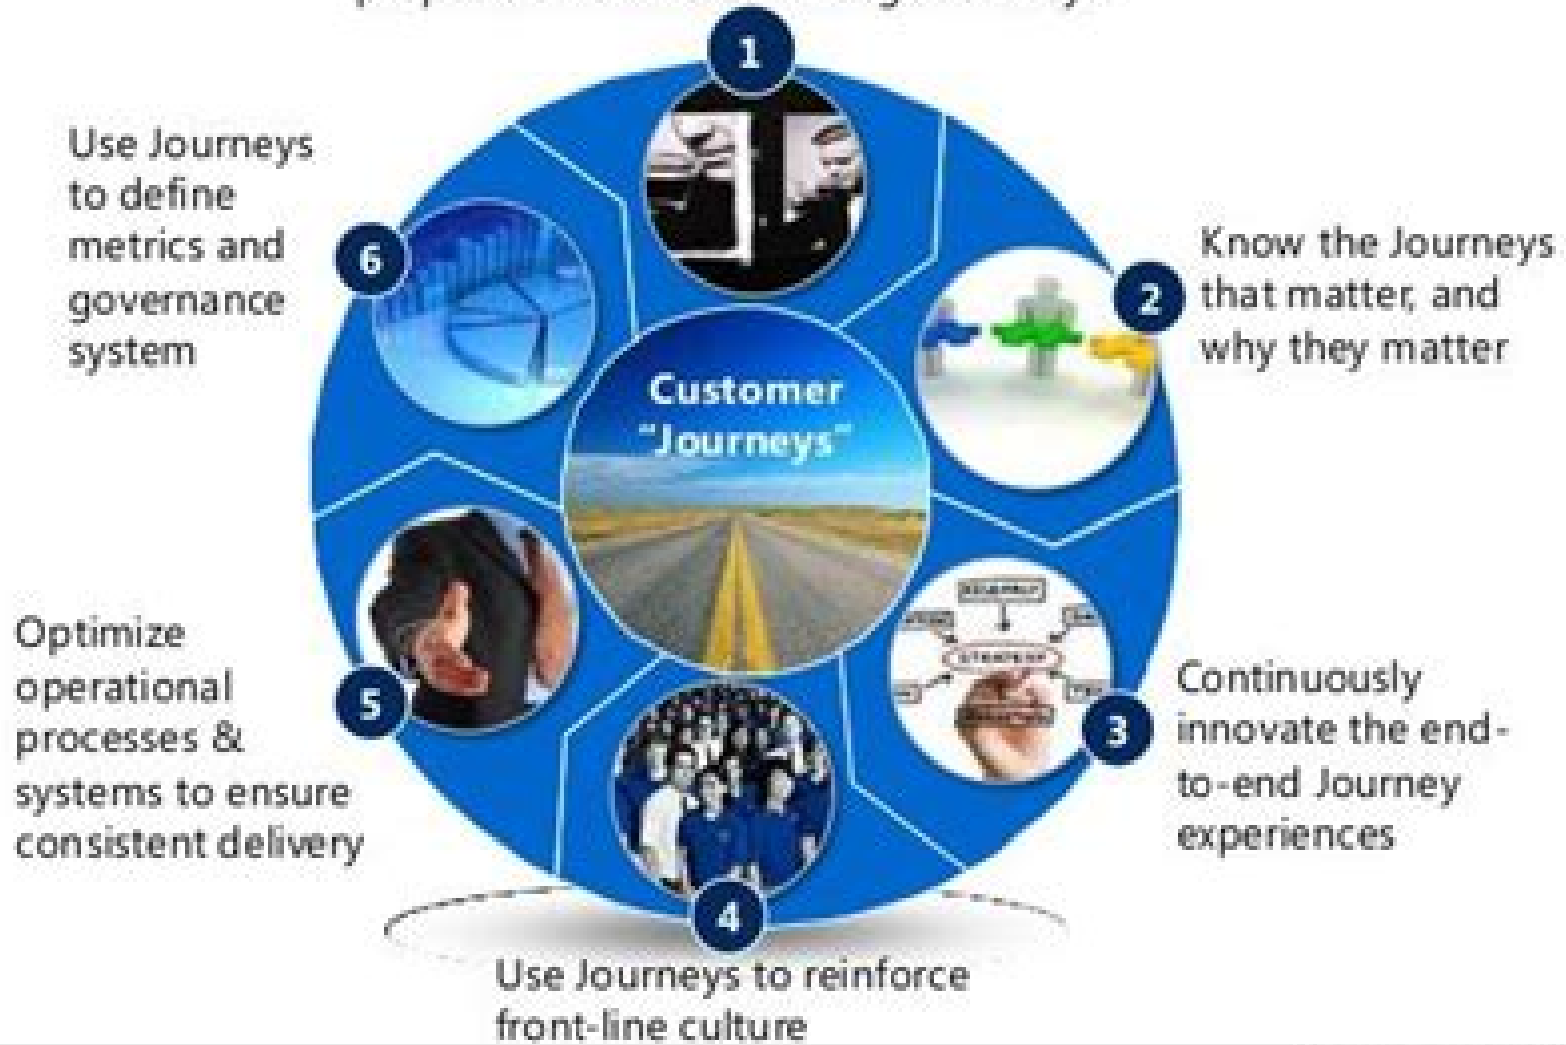 1
Use Journeys
to define
metrics and
governance
system
6
Know the Journeys
that matter, and
why they matter
2
Customer
"Journeys"
STRATEGY
Optimize
operational
processes &
systems to ensure
consistent delivery
5
Continuously
innovate the end-
to-end Journey
experiences
3
4
Use Journeys to reinforce
front-line culture